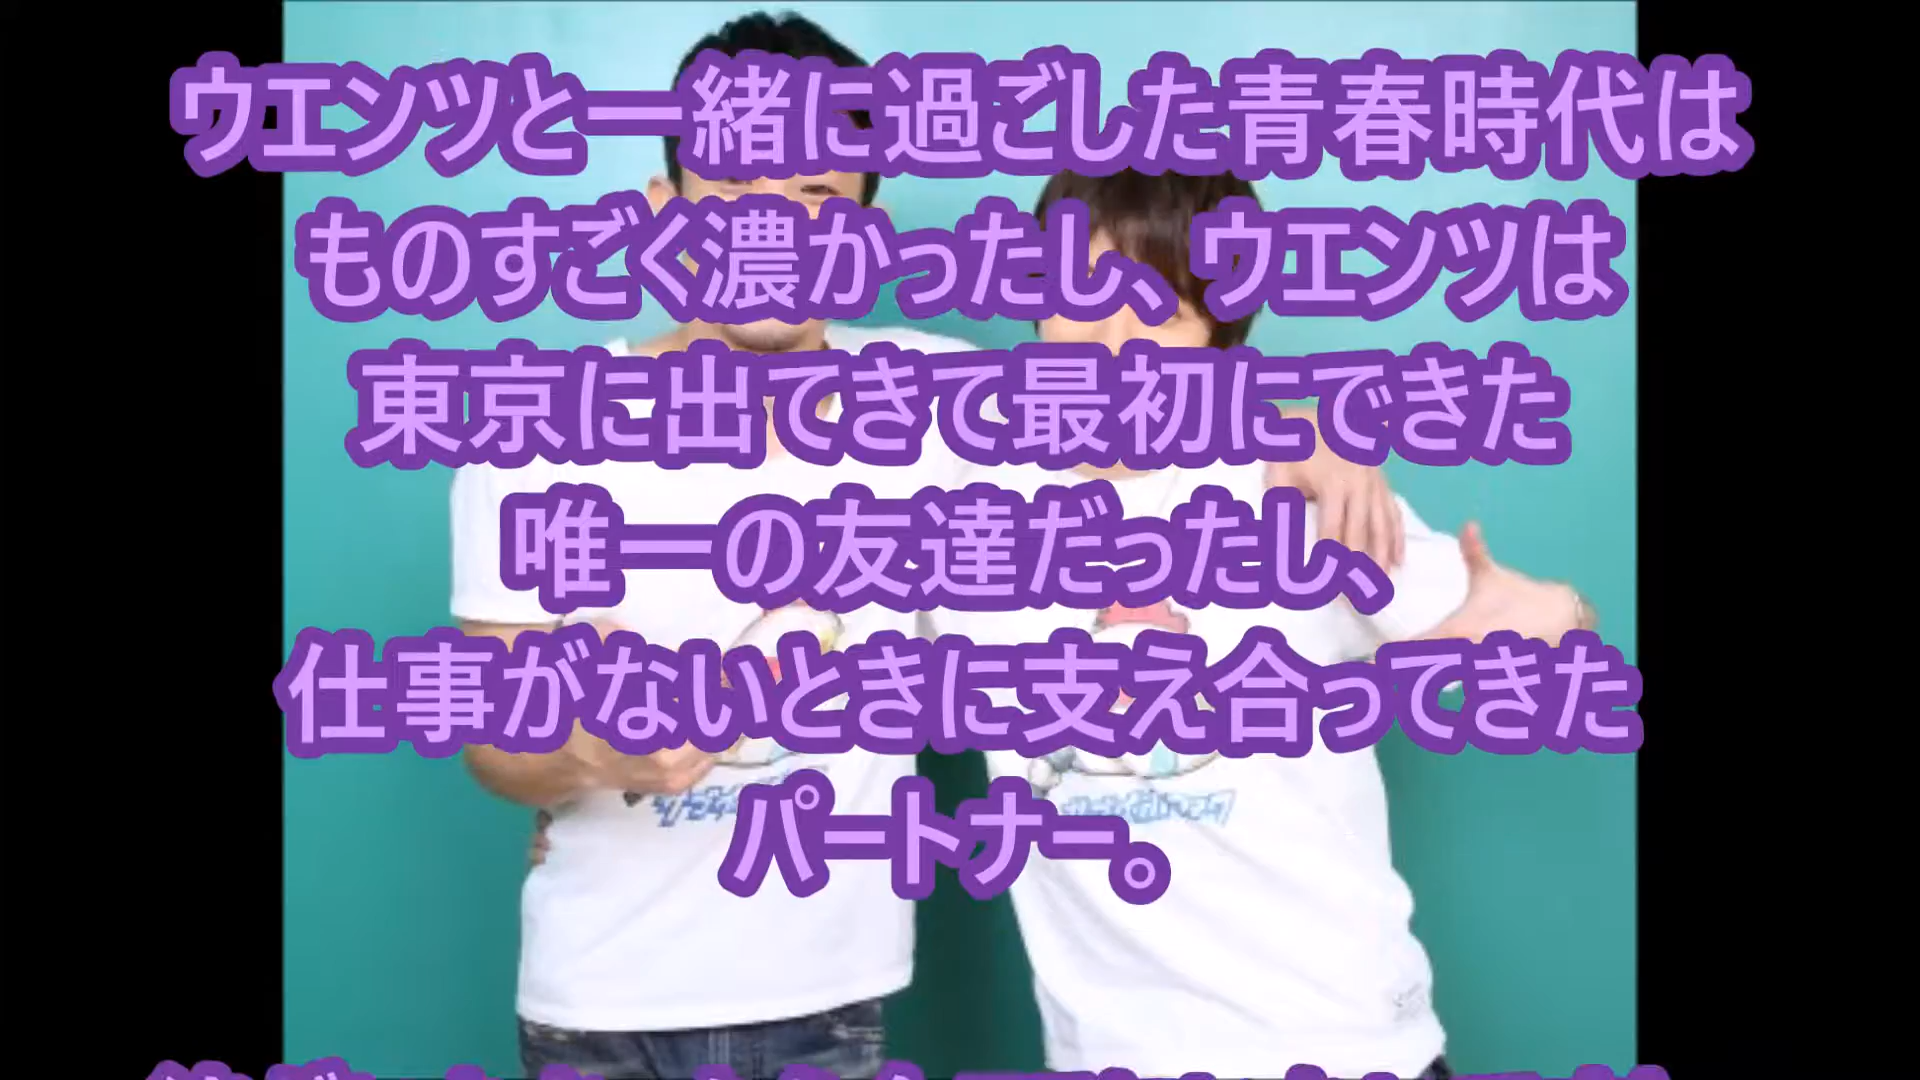 ウエンツと一緒に過ごした青春時代は
ものすごく濃かったし、ウエンツは
東京に出てきて最初にできた
唯一の友達だったし、
仕事がないときに支え合ってきた
パートナー。